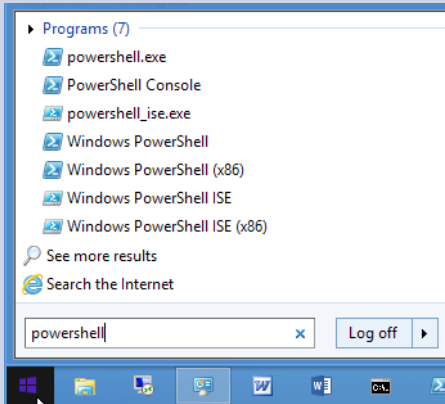 Programs (7)
powershell.exe
PowerShell Console
powershell_ise.exe
Windows PowerShell
Windows PowerShell (x86)
Windows PowerShell ISE
Windows PowerShell ISE (x86)
See more results
Search the Internet
powershell
Log off
C:\.